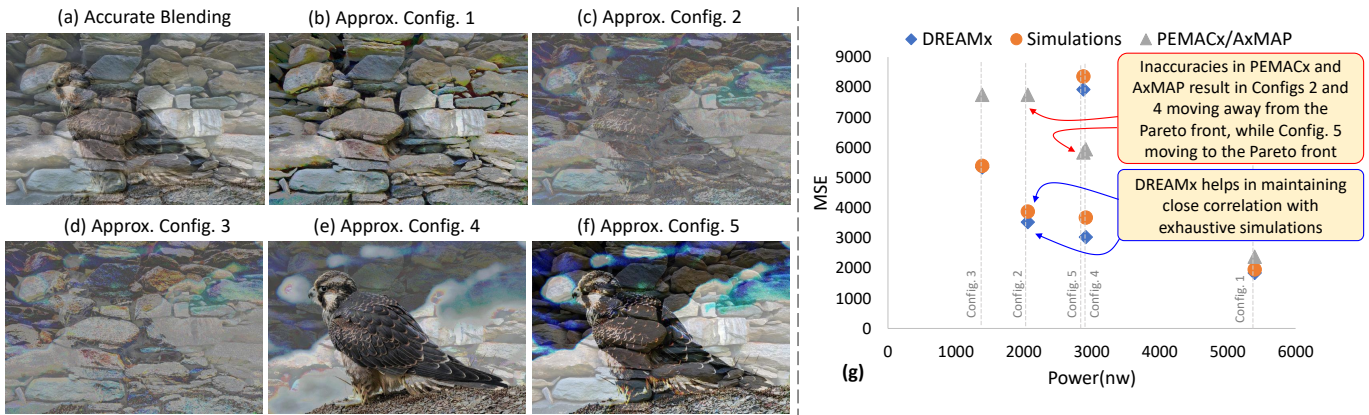 (a) Accurate Blending
(b) Approx. Config. 1
(c) Approx. Config. 2
(d) Approx. Config. 3
(e) Approx. Config. 4
(f) Approx. Config. 5
DREAMx
Simulations
PEMACx/AxMAP
9000
8000
7000
6000
5000
4000
3000
2000
1000
0
MSE
Inaccuracies in PEMACx and
AxMAP result in Configs 2 and
4 moving away from the
Pareto front, while Config. 5
moving to the Pareto front
DREAMx helps in maintaining
close correlation with
exhaustive simulations
Config. 3
Config. 2
Config. 5
Config. 4
Config. 1
0
1000
2000
3000
4000
5000
6000
Power(nw)
(g)